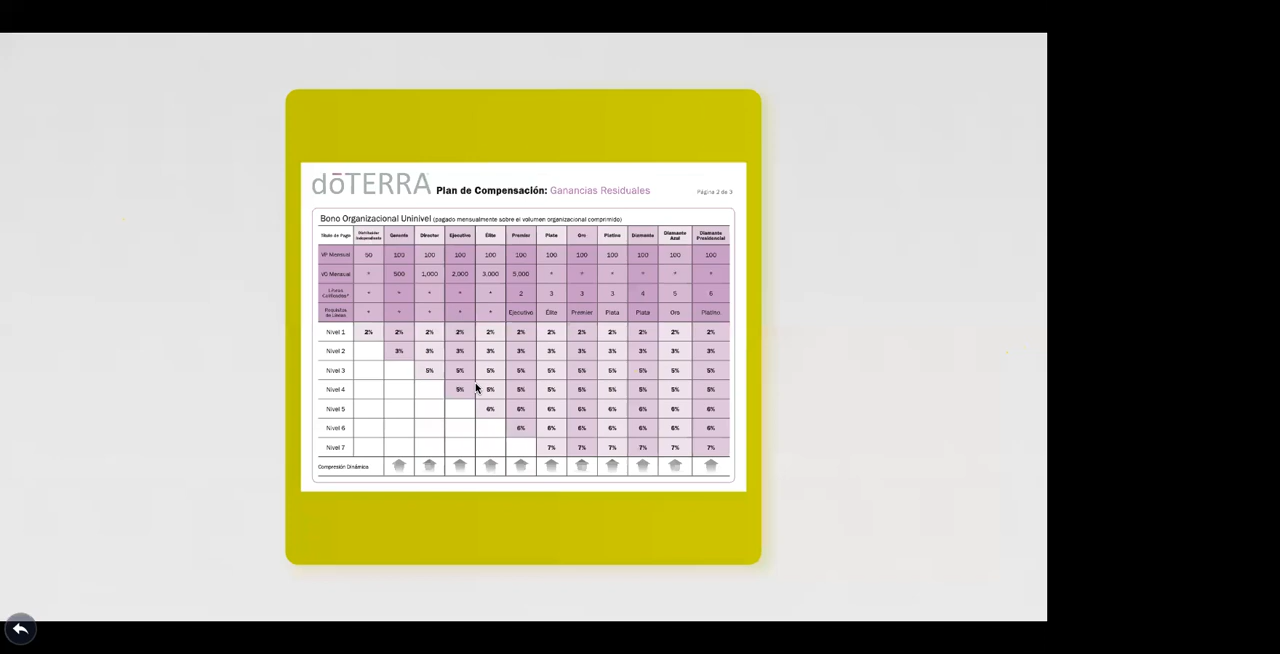 dōTERRA Plan de Compensación: Ganancias Residuales Página 2 de 3
Bono Organizacional Uninivel (pagado mensualmente sobre el volumen organizacional comprimido)
Título de Pago Distribuidor Independiente Gerente Director Ejecutivo Élite Premier Plata Oro Platino Diamante Diamante Azul Diamante Presidencial
VP Mensual 50 100 100 100 100 100 100 100 100 100 100 100
VO Mensual * 500 1,000 2,000 3,000 5,000 * * * * * *
Líneas Calificadas* * * * * * 2 3 3 3 4 5 6
Requisitos de Líneas * * * * * Ejecutivo Élite Premier Plata Plata Oro Platino
Nivel 1 2% 2% 2% 2% 2% 2% 2% 2% 2% 2% 2% 2%
Nivel 2 3% 3% 3% 3% 3% 3% 3% 3% 3% 3% 3%
Nivel 3 5% 5% 5% 5% 5% 5% 5% 5% 5% 5%
Nivel 4 5% 5% 5% 5% 5% 5% 5% 5% 5%
Nivel 5 6% 6% 6% 6% 6% 6% 6% 6%
Nivel 6 6% 6% 6% 6% 6% 6% 6%
Nivel 7 7% 7% 7% 7% 7% 7%
Compresión Dinámica